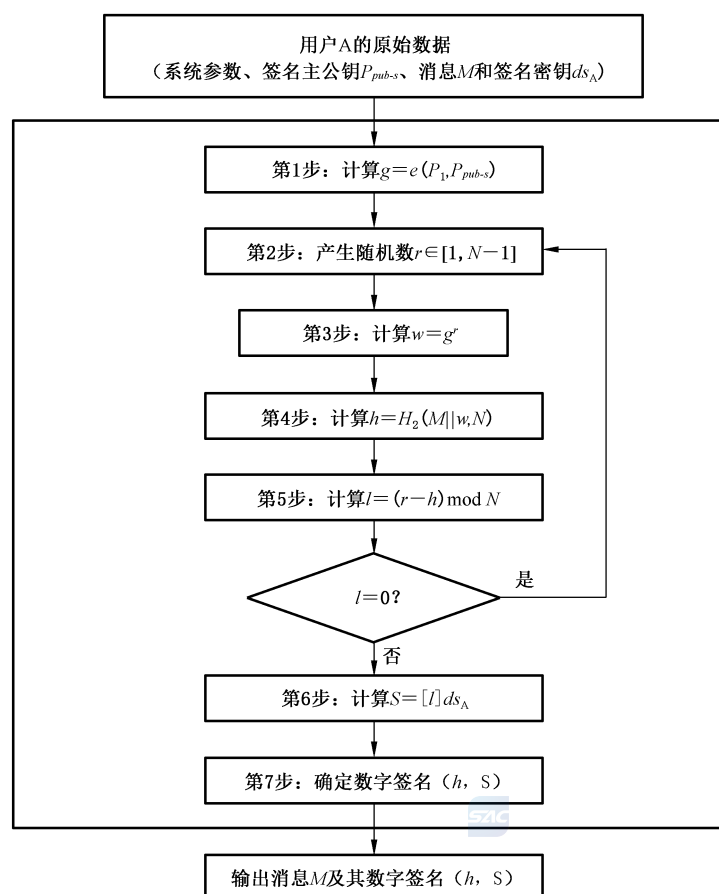 用户A的原始数据
（系统参数、签名主公钥Ppub-s、消息M和签名密钥dsA）
第1步：计算g=e(P1,Ppub-s)
第2步：产生随机数r∈[1,N-1]
第3步：计算w=gʳ
第4步：计算h=H2(M||w,N)
第5步：计算l=(r-h)mod N
l=0?
是
否
第6步：计算S=[l]dsA
第7步：确定数字签名（h，S）
SAC
输出消息M及其数字签名（h，S）